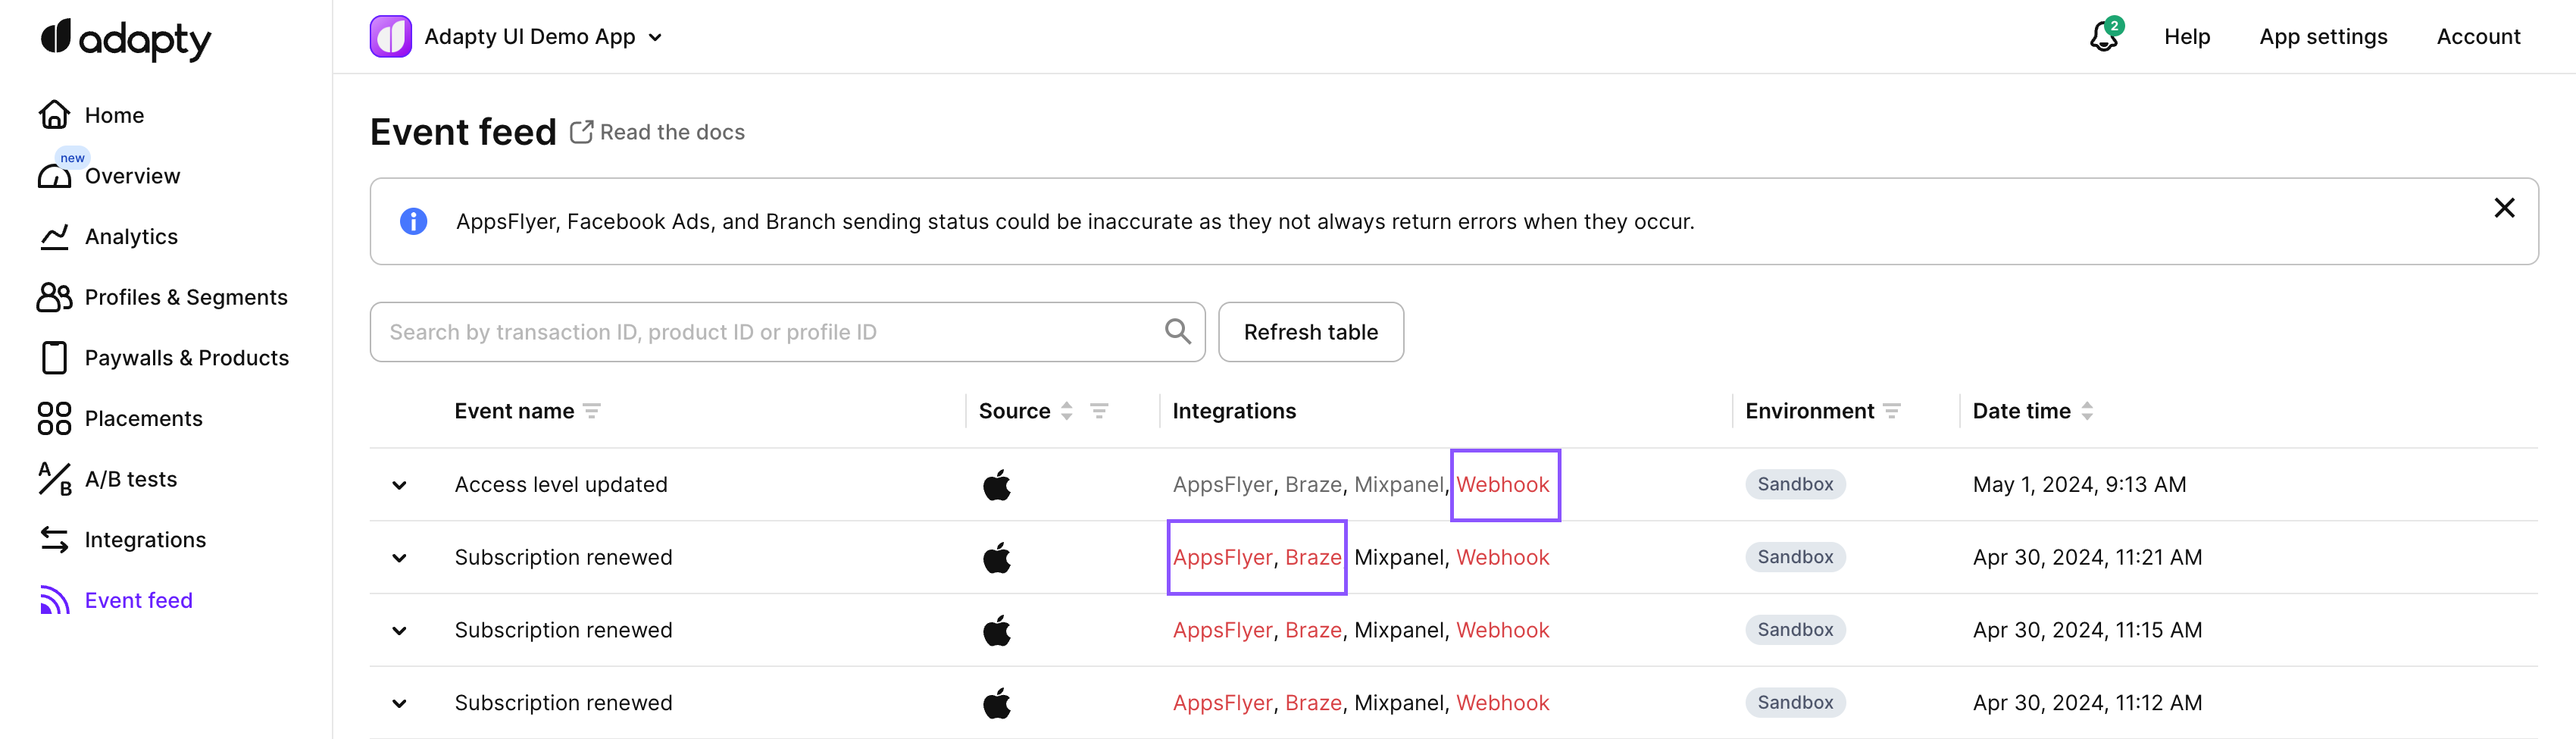 adapty
Adapty UI Demo App
2
Help
App settings
Account
Home
new
Overview
Analytics
Profiles & Segments
Paywalls & Products
Placements
A/B
A/B tests
Integrations
Event feed
Event feed
Read the docs
AppsFlyer, Facebook Ads, and Branch sending status could be inaccurate as they not always return errors when they occur.
Search by transaction ID, product ID or profile ID
Refresh table
Event name Source Integrations Environment Date time
Access level updated AppsFlyer, Braze, Mixpanel, Webhook Sandbox May 1, 2024, 9:13 AM
Subscription renewed AppsFlyer, Braze, Mixpanel, Webhook Sandbox Apr 30, 2024, 11:21 AM
Subscription renewed AppsFlyer, Braze, Mixpanel, Webhook Sandbox Apr 30, 2024, 11:15 AM
Subscription renewed AppsFlyer, Braze, Mixpanel, Webhook Sandbox Apr 30, 2024, 11:12 AM